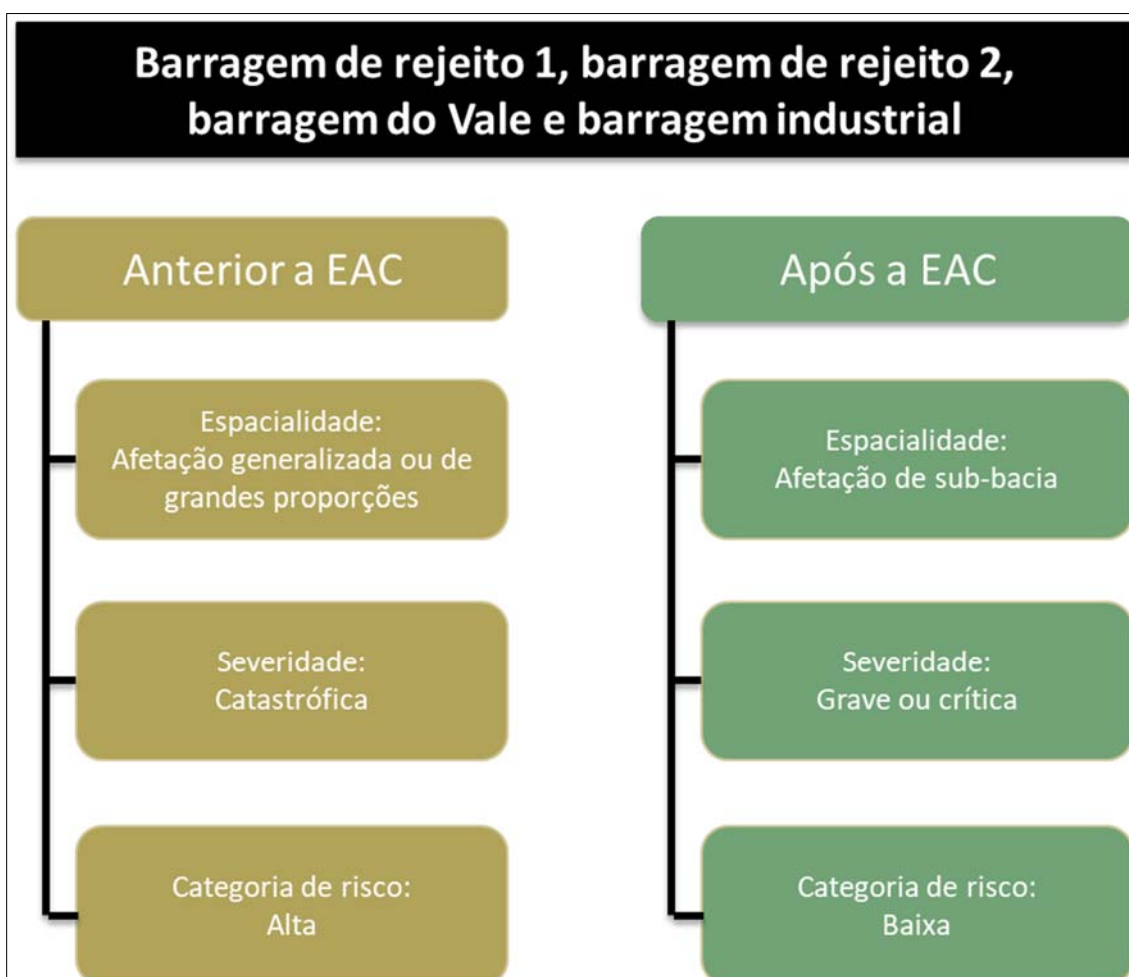 Barragem de rejeito 1, barragem de rejeito 2,
barragem do Vale e barragem industrial
Anterior a EAC
Espacialidade:
Afetação generalizada ou de
grandes proporções
Severidade:
Catastrófica
Categoria de risco:
Alta
Após a EAC
Espacialidade:
Afetação de sub-bacia
Severidade:
Grave ou crítica
Categoria de risco:
Baixa